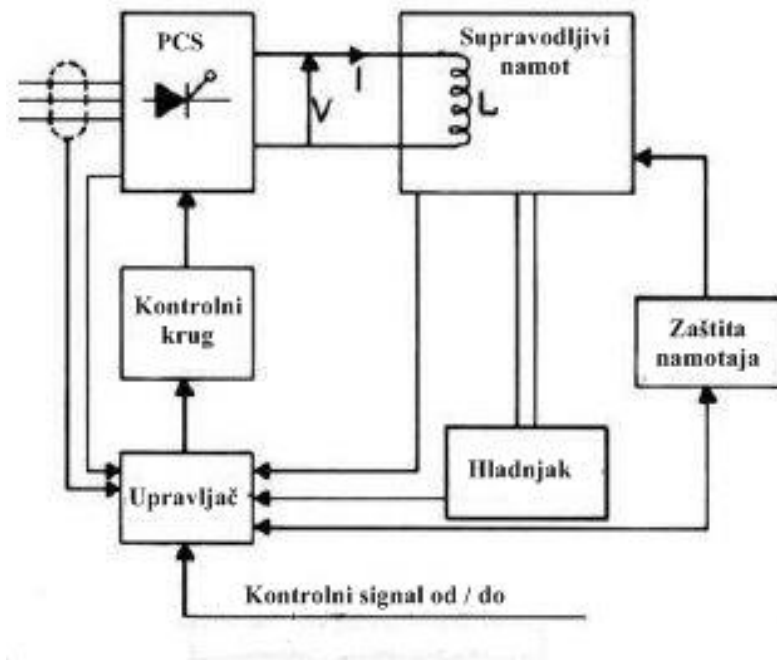 PCS
Supravodljivi
namot
I
V
L
Kontrolni
krug
Zaštita
namotaja
Hladnjak
Upravljač
Kontrolni signal od / do